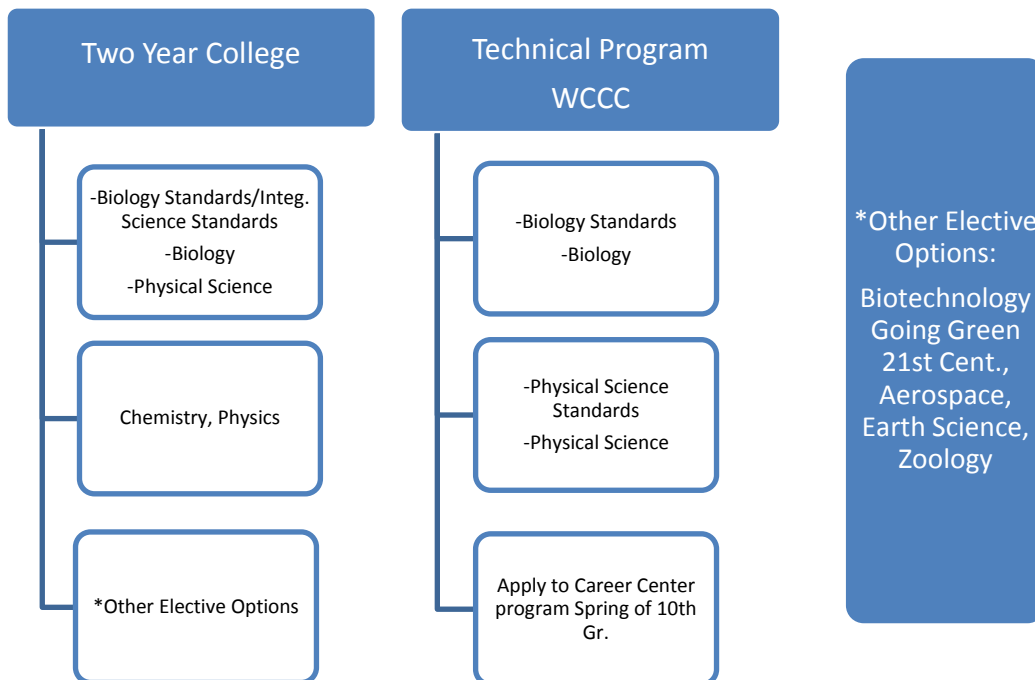 Two Year College
-Biology Standards/Integ.
Science Standards
-Biology
-Physical Science
Chemistry, Physics
*Other Elective Options
Technical Program
WCCC
-Biology Standards
-Biology
-Physical Science
Standards
-Physical Science
Apply to Career Center
program Spring of 10th
Gr.
*Other Elective
Options:
Biotechnology
Going Green
21st Cent.,
Aerospace,
Earth Science,
Zoology